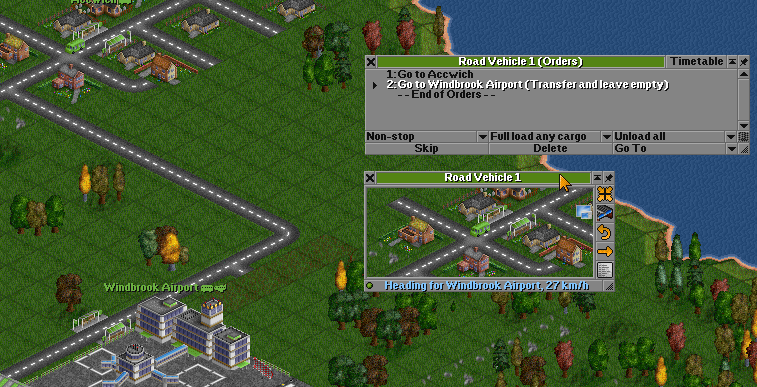 Accwich
Road Vehicle 1 (Orders)
Timetable
1: Go to Accwich
2: Go to Windbrook Airport (Transfer and leave empty)
- - End of Orders - -
Non-stop
Full load any cargo
Unload all
Skip
Delete
Go To
Road Vehicle 1
Heading for Windbrook Airport, 27 km/h
Windbrook Airport